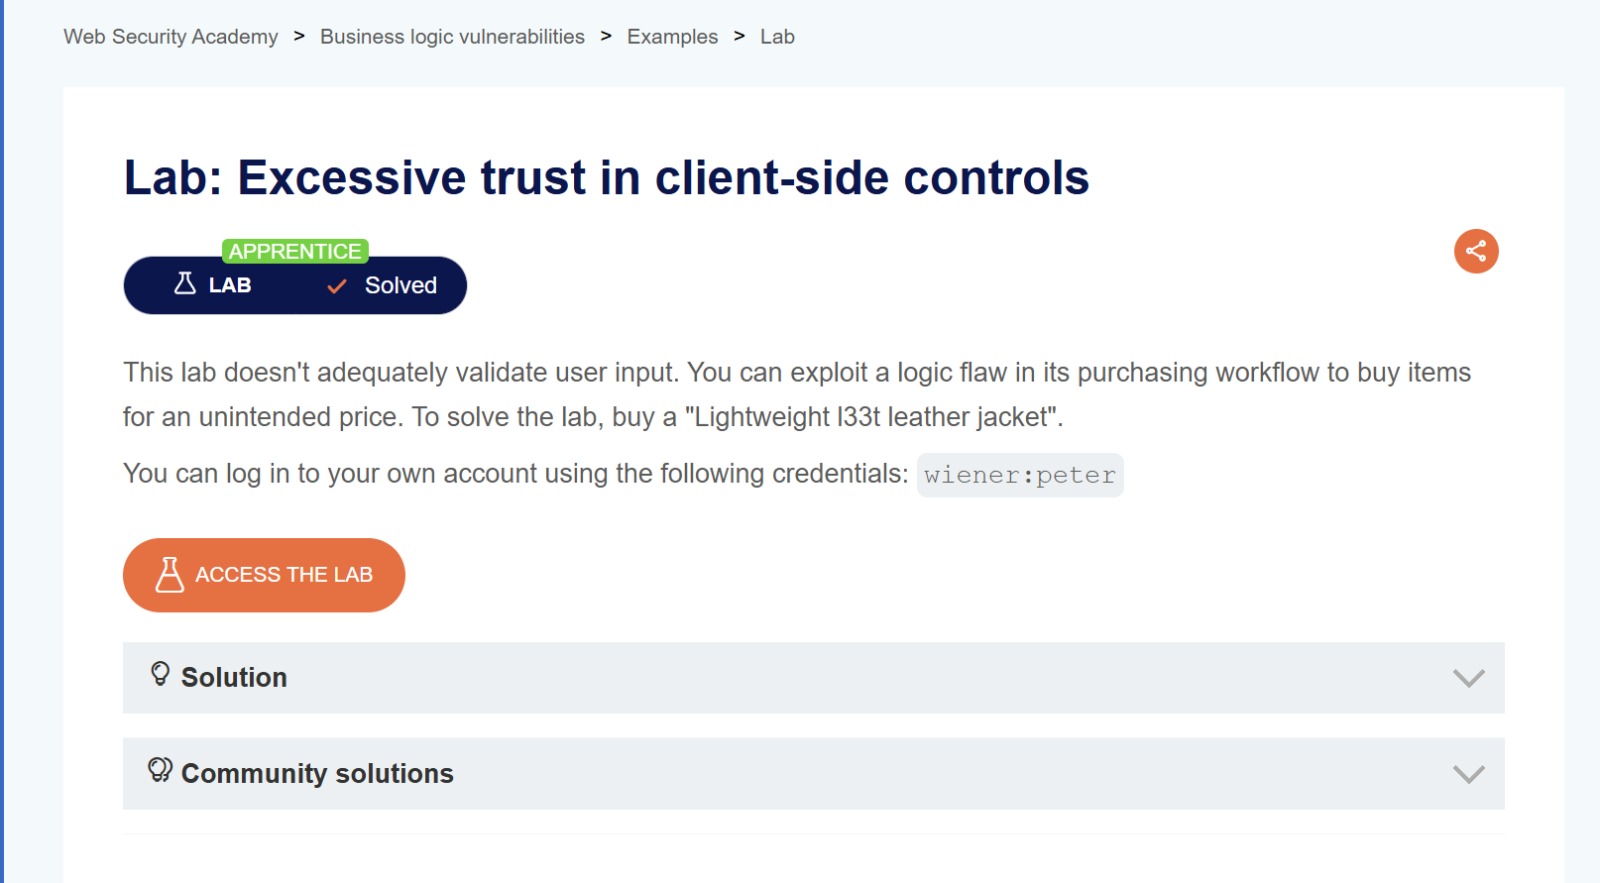 Web Security Academy > Business logic vulnerabilities > Examples > Lab
Lab: Excessive trust in client-side controls
APPRENTICE
LAB Solved
This lab doesn't adequately validate user input. You can exploit a logic flaw in its purchasing workflow to buy items
for an unintended price. To solve the lab, buy a "Lightweight l33t leather jacket".
You can log in to your own account using the following credentials: wiener:peter
ACCESS THE LAB
Solution
Community solutions